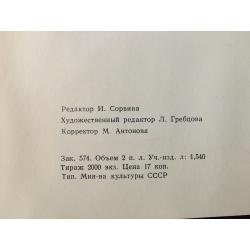 Редактор И. Сорвина
Художественный редактор Л. Гребцова
Корректор М. Антонова
Зак. 574. Объем 2 п. л. Уч.-изд. л: 1,540
Тираж 2000 экз. Цена 17 коп.
Тип. Мин-ва культуры СССР